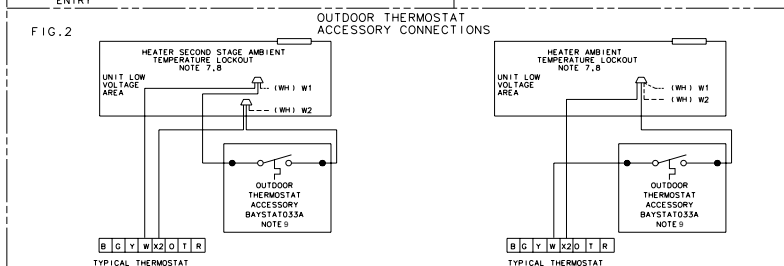 ENTRY
FIG.2
OUTDOOR THERMOSTAT
ACCESSORY CONNECTIONS
HEATER SECOND STAGE AMBIENT
TEMPERATURE LOCKOUT
NOTE 7,8
UNIT LOW
VOLTAGE
AREA
(WH) W1
(WH) W2
OUTDOOR
THERMOSTAT
ACCESSORY
BAYSTAT033A
NOTE 9
B G Y W X2 O T R
TYPICAL THERMOSTAT
HEATER AMBIENT
TEMPERATURE LOCKOUT
NOTE 7,8
UNIT LOW
VOLTAGE
AREA
(WH) W1
(WH) W2
OUTDOOR
THERMOSTAT
ACCESSORY
BAYSTAT033A
NOTE 9
B G Y W X2 O T R
TYPICAL THERMOSTAT